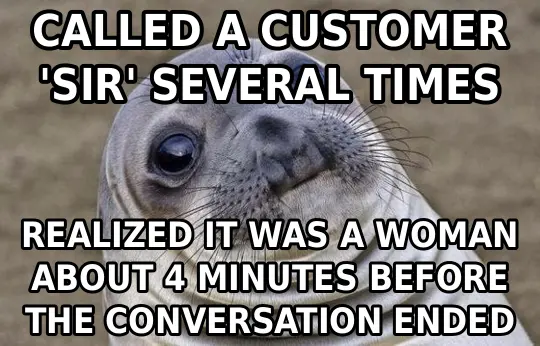 CALLED A CUSTOMER
'SIR' SEVERAL TIMES
REALIZED IT WAS A WOMAN
ABOUT 4 MINUTES BEFORE
THE CONVERSATION ENDED